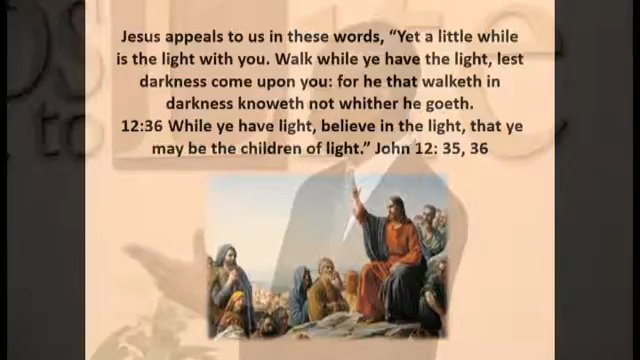 Jesus appeals to us in these words, “Yet a little while
is the light with you. Walk while ye have the light, lest
darkness come upon you: for he that walketh in
darkness knoweth not whither he goeth.
12:36 While ye have light, believe in the light, that ye
may be the children of light.” John 12: 35, 36